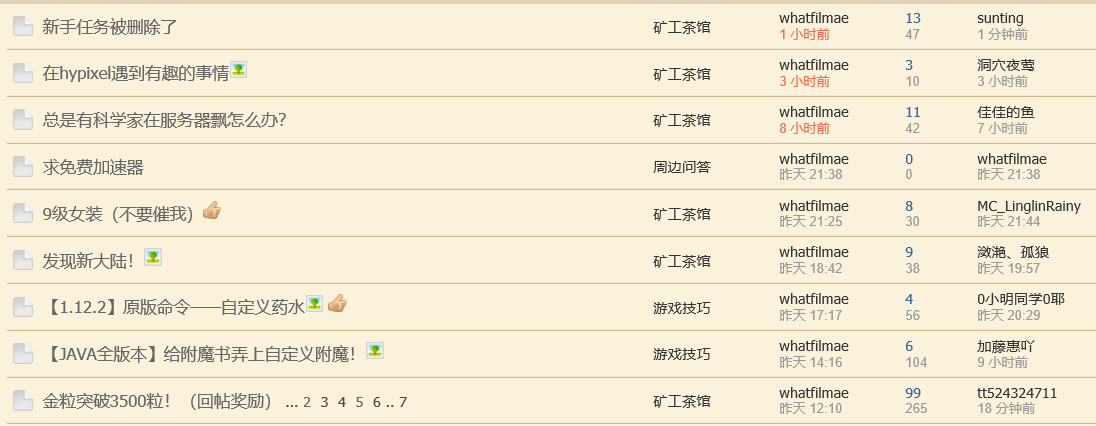 新手任务被删除了 矿工茶馆 whatfilmae 13 sunting
1 小时前 47 1 分钟前
在hypixel遇到有趣的事情 矿工茶馆 whatfilmae 3 洞穴夜莺
3 小时前 10 3 小时前
总是有科学家在服务器飘怎么办? 矿工茶馆 whatfilmae 11 佳佳的鱼
8 小时前 42 7 小时前
求免费加速器 周边问答 whatfilmae 0 whatfilmae
昨天 21:38 0 昨天 21:38
9级女装（不要催我） 矿工茶馆 whatfilmae 8 MC_LinglinRainy
昨天 21:25 30 昨天 21:44
发现新大陆！ 矿工茶馆 whatfilmae 9 潋滟、孤狼
昨天 18:42 38 昨天 19:57
【1.12.2】原版命令——自定义药水 游戏技巧 whatfilmae 4 0小明同学0耶
昨天 17:17 56 昨天 20:29
【JAVA全版本】给附魔书弄上自定义附魔！ 游戏技巧 whatfilmae 6 加藤惠吖
昨天 14:16 104 9 小时前
金粒突破3500粒！（回帖奖励） ... 2 3 4 5 6 .. 7 矿工茶馆 whatfilmae 99 tt524324711
昨天 12:10 265 18 分钟前